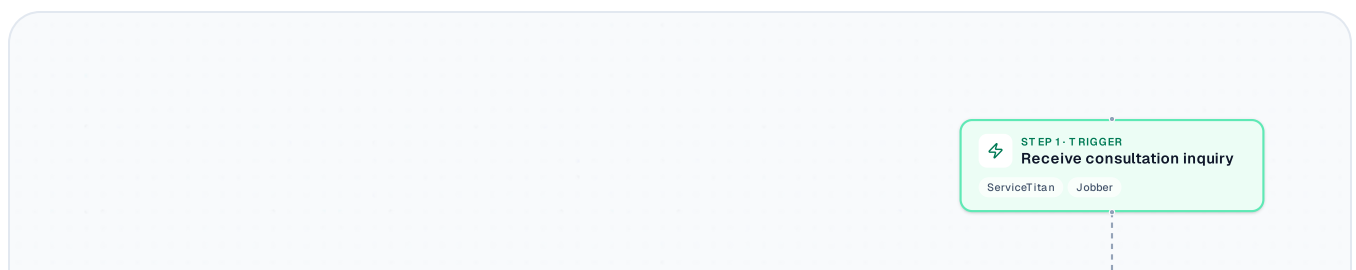 STEP 1 · TRIGGER
Receive consultation inquiry
ServiceTitan Jobber